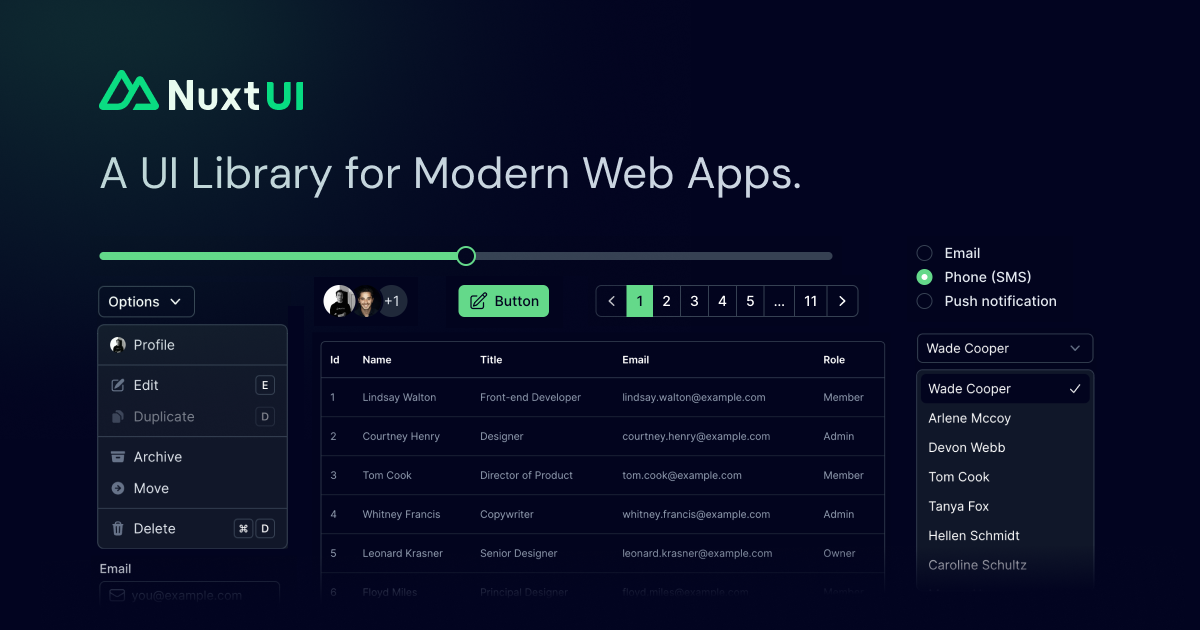 NuxtUI
A UI Library for Modern Web Apps.
Options
Profile
Edit E
Duplicate D
Archive
Move
Delete ⌘ D
Email
you@example.com
+1
Button
1 2 3 4 5 ... 11
Id Name Title Email Role
1 Lindsay Walton Front-end Developer lindsay.walton@example.com Member
2 Courtney Henry Designer courtney.henry@example.com Admin
3 Tom Cook Director of Product tom.cook@example.com Member
4 Whitney Francis Copywriter whitney.francis@example.com Admin
5 Leonard Krasner Senior Designer leonard.krasner@example.com Owner
6 Floyd Miles Principal Designer floyd.miles@example.com Member
Email
Phone (SMS)
Push notification
Wade Cooper
Wade Cooper
Arlene Mccoy
Devon Webb
Tom Cook
Tanya Fox
Hellen Schmidt
Caroline Schultz